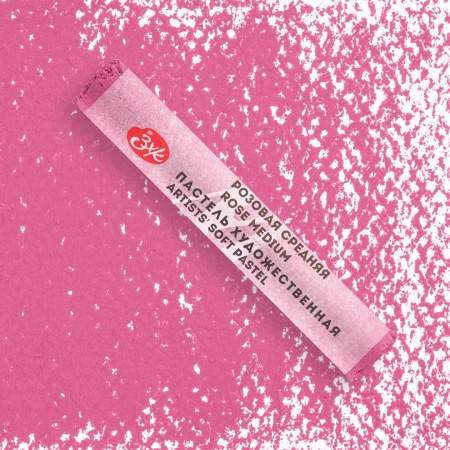 ЗХК
РОЗОВАЯ СРЕДНЯЯ
ROSE MEDIUM
ПАСТЕЛЬ ХУДОЖЕСТВЕННАЯ
ARTISTS' SOFT PASTEL